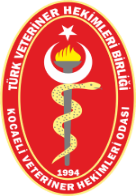 TÜRK VETERİNER HEKİMLERİ BİRLİĞİ
1994
KOCAELİ VETERİNER HEKİMLERİ ODASI